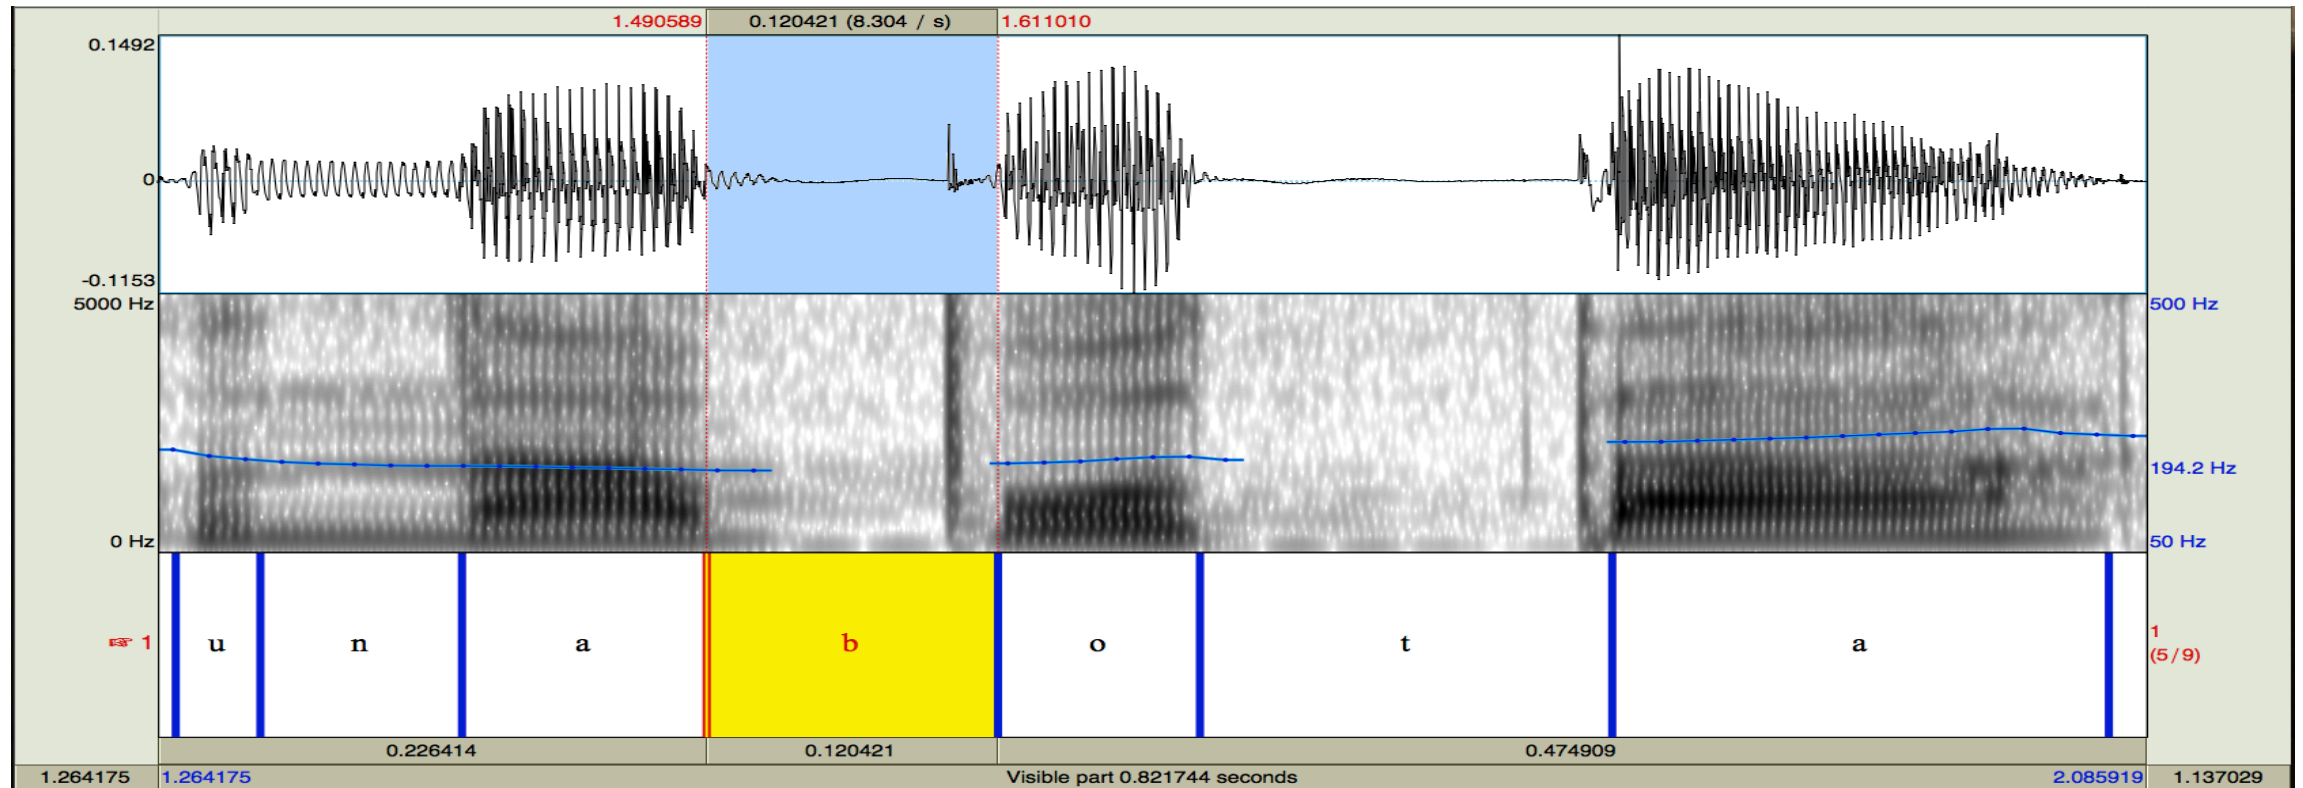 1.490589 0.120421 (8.304 / s) 1.611010
0.1492
0
-0.1153
5000 Hz 500 Hz
194.2 Hz
0 Hz 50 Hz
☞ 1 u n a b o t a 1
(5/9)
0.226414 0.120421 0.474909
1.264175 1.264175 Visible part 0.821744 seconds 2.085919 1.137029